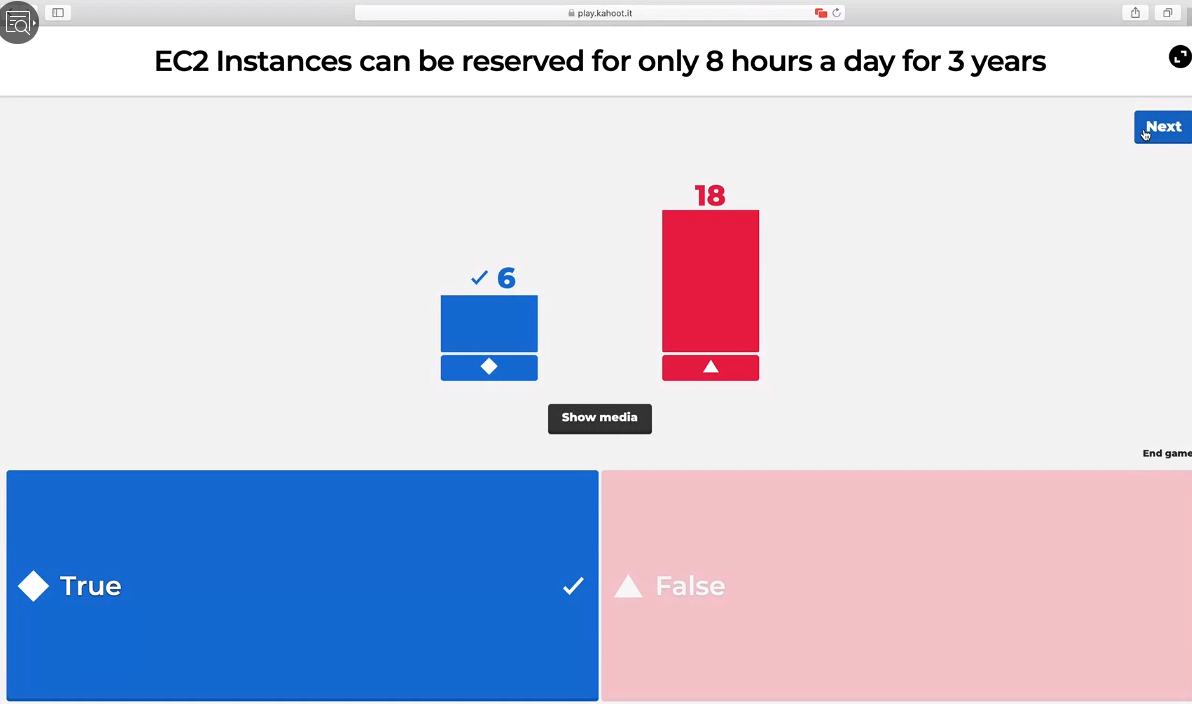 play.kahoot.it
EC2 Instances can be reserved for only 8 hours a day for 3 years
Next
18
6
Show media
End game
True
False